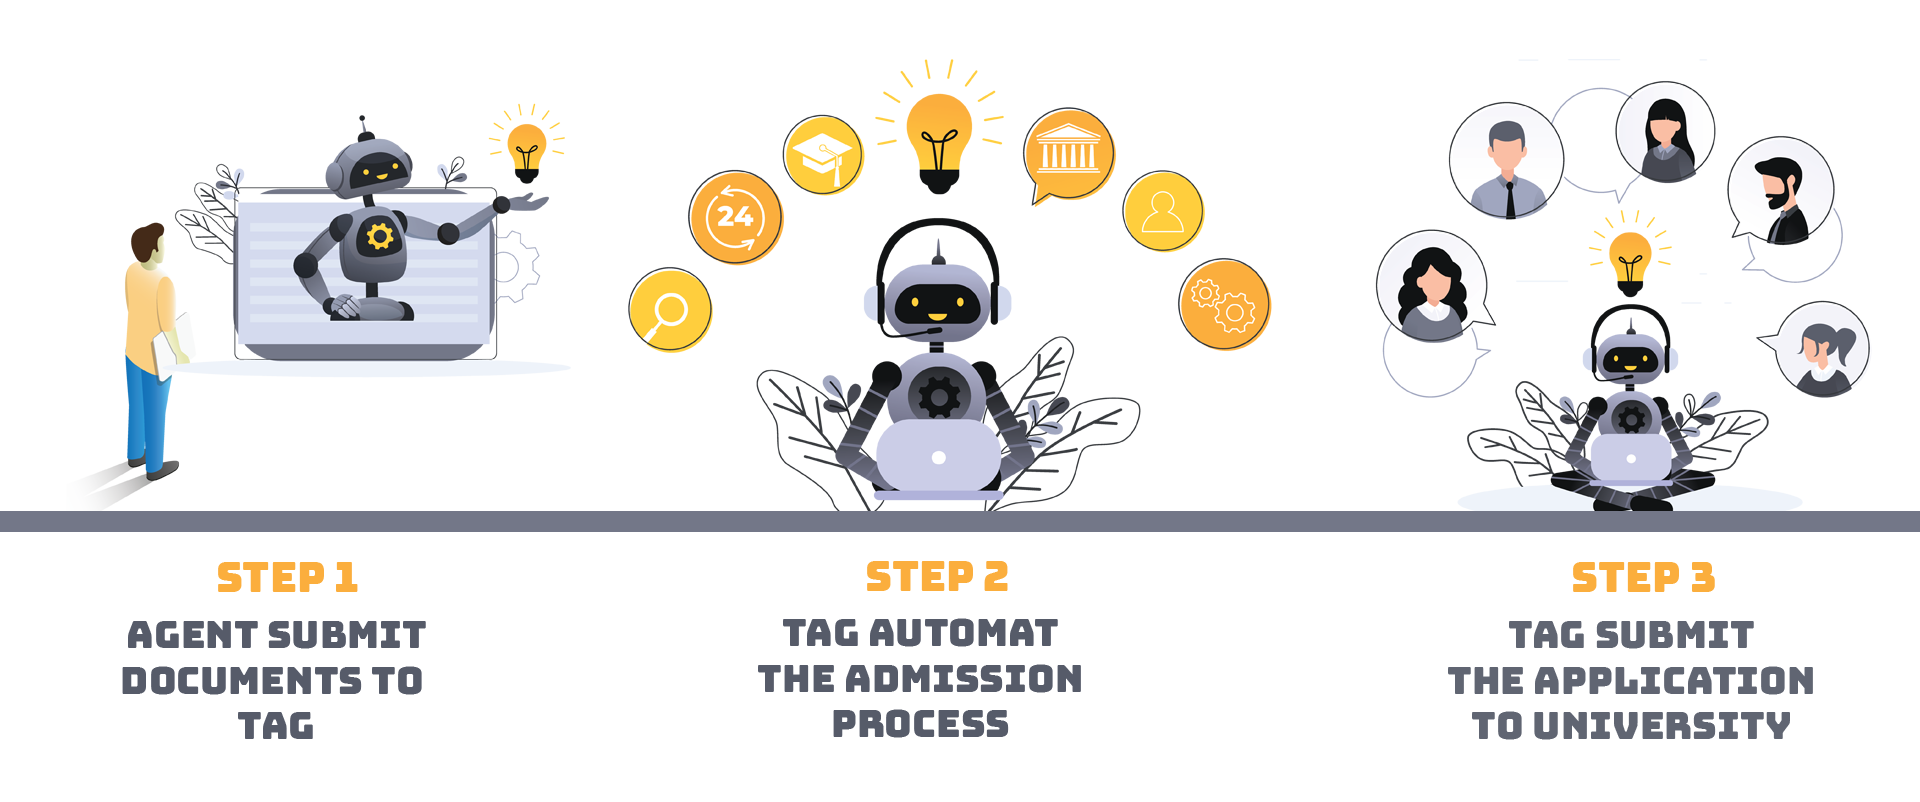 24
STEP 1
AGENT SUBMIT
DOCUMENTS TO
TAG
STEP 2
TAG AUTOMAT
THE ADMISSION
PROCESS
STEP 3
TAG SUBMIT
THE APPLICATION
TO UNIVERSITY